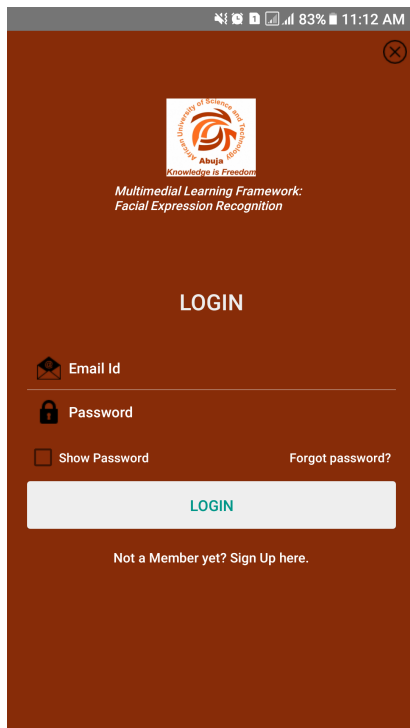 1 83% 11:12 AM
African University of Science and Technology
Abuja
Knowledge is Freedom
Multimedial Learning Framework:
Facial Expression Recognition
LOGIN
Email Id
Password
Show Password Forgot password?
LOGIN
Not a Member yet? Sign Up here.